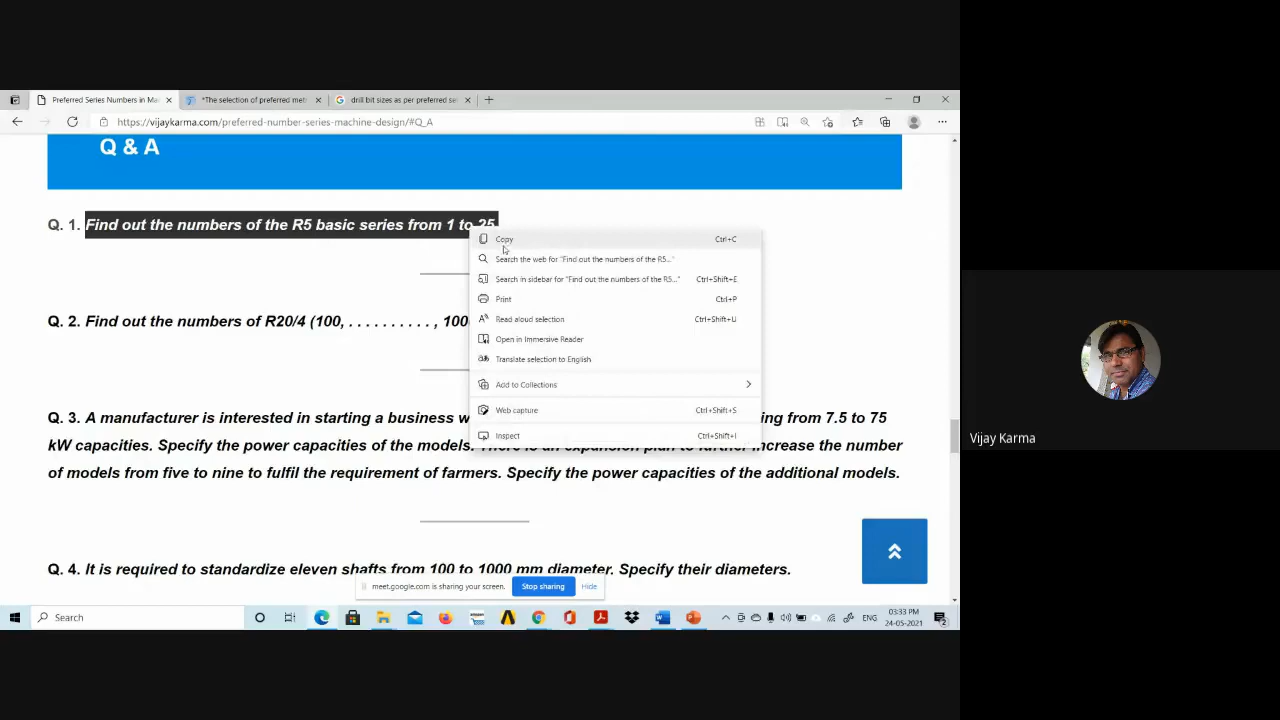 Preferred Series Numbers in Ma
*The selection of preferred met
drill bit sizes as per preferred se
https://vijaykarma.com/preferred-number-series-machine-design/#Q_A
Q & A
Q. 1. Find out the numbers of the R5 basic series from 1 to 25.
Copy Ctrl+C
Search the web for "Find out the numbers of the R5..."
Search in sidebar for "Find out the numbers of the R5..." Ctrl+Shift+E
Print Ctrl+P
Q. 2. Find out the numbers of R20/4 (100, . . . . . . . . . . , 100
Read aloud selection Ctrl+Shift+U
Open in Immersive Reader
Translate selection to English
Add to Collections
Web capture Ctrl+Shift+S
Inspect Ctrl+Shift+I
Q. 3. A manufacturer is interested in starting a business w
ing from 7.5 to 75
kW capacities. Specify the power capacities of the models. There is an expansion plan to further increase the number
of models from five to nine to fulfil the requirement of farmers. Specify the power capacities of the additional models.
Vijay Karma
Q. 4. It is required to standardize eleven shafts from 100 to 1000 mm diameter. Specify their diameters.
meet.google.com is sharing your screen. Stop sharing Hide
Search
ENG
03:33 PM
24-05-2021
2